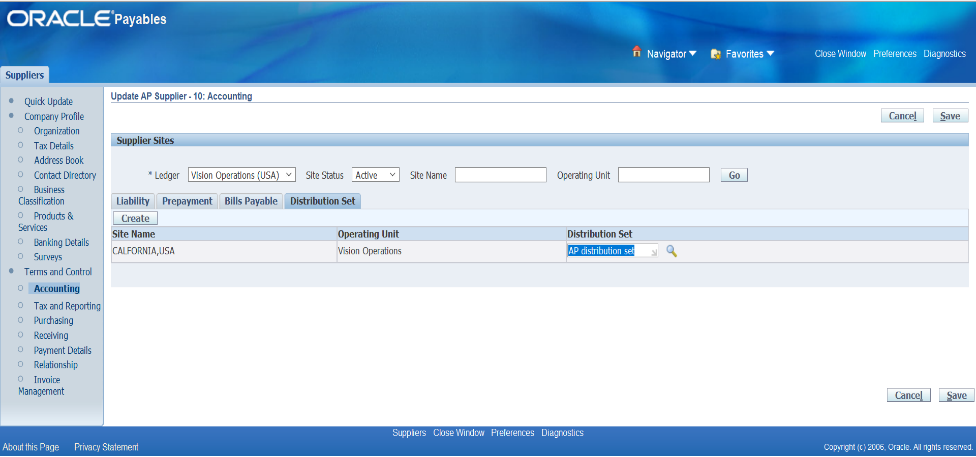 ORACLE® Payables
Navigator Favorites Close Window Preferences Diagnostics
Suppliers
Quick Update
Company Profile
Organization
Tax Details
Address Book
Contact Directory
Business
Classification
Products &
Services
Banking Details
Surveys
Terms and Control
Accounting
Tax and Reporting
Purchasing
Receiving
Payment Details
Relationship
Invoice
Management
Update AP Supplier - 10: Accounting
Cancel Save
Supplier Sites
* Ledger Vision Operations (USA) Site Status Active Site Name Operating Unit Go
Liability Prepayment Bills Payable Distribution Set
Create
Site Name Operating Unit Distribution Set
CALFORNIA,USA Vision Operations AP distribution set
Cancel Save
Suppliers Close Window Preferences Diagnostics
About this Page Privacy Statement Copyright (c) 2006, Oracle. All rights reserved.